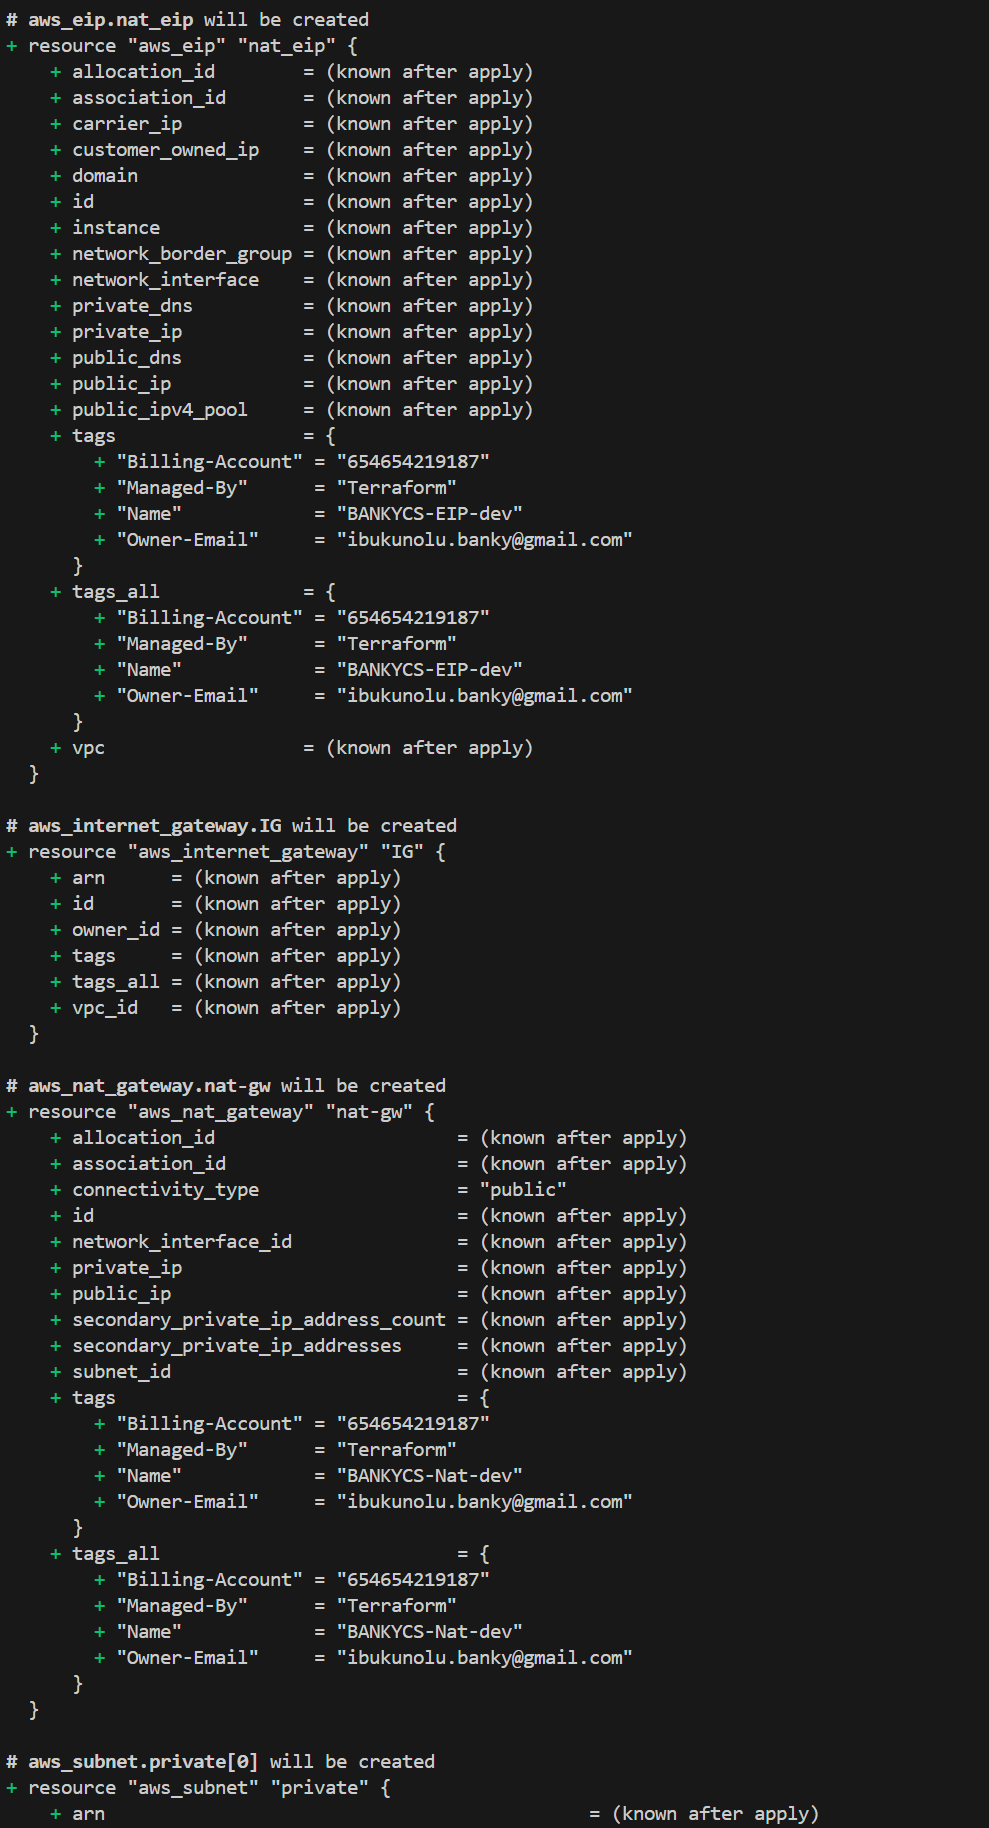 # aws_eip.nat_eip will be created
+ resource "aws_eip" "nat_eip" {
    + allocation_id        = (known after apply)
    + association_id       = (known after apply)
    + carrier_ip           = (known after apply)
    + customer_owned_ip    = (known after apply)
    + domain               = (known after apply)
    + id                   = (known after apply)
    + instance             = (known after apply)
    + network_border_group = (known after apply)
    + network_interface    = (known after apply)
    + private_dns          = (known after apply)
    + private_ip           = (known after apply)
    + public_dns           = (known after apply)
    + public_ip            = (known after apply)
    + public_ipv4_pool     = (known after apply)
    + tags                 = {
        + "Billing-Account" = "654654219187"
        + "Managed-By"      = "Terraform"
        + "Name"            = "BANKYCS-EIP-dev"
        + "Owner-Email"     = "ibukunolu.banky@gmail.com"
      }
    + tags_all             = {
        + "Billing-Account" = "654654219187"
        + "Managed-By"      = "Terraform"
        + "Name"            = "BANKYCS-EIP-dev"
        + "Owner-Email"     = "ibukunolu.banky@gmail.com"
      }
    + vpc                  = (known after apply)
  }

# aws_internet_gateway.IG will be created
+ resource "aws_internet_gateway" "IG" {
    + arn      = (known after apply)
    + id       = (known after apply)
    + owner_id = (known after apply)
    + tags     = (known after apply)
    + tags_all = (known after apply)
    + vpc_id   = (known after apply)
  }

# aws_nat_gateway.nat-gw will be created
+ resource "aws_nat_gateway" "nat-gw" {
    + allocation_id                      = (known after apply)
    + association_id                     = (known after apply)
    + connectivity_type                  = "public"
    + id                                 = (known after apply)
    + network_interface_id               = (known after apply)
    + private_ip                         = (known after apply)
    + public_ip                          = (known after apply)
    + secondary_private_ip_address_count = (known after apply)
    + secondary_private_ip_addresses     = (known after apply)
    + subnet_id                          = (known after apply)
    + tags                               = {
        + "Billing-Account" = "654654219187"
        + "Managed-By"      = "Terraform"
        + "Name"            = "BANKYCS-Nat-dev"
        + "Owner-Email"     = "ibukunolu.banky@gmail.com"
      }
    + tags_all                           = {
        + "Billing-Account" = "654654219187"
        + "Managed-By"      = "Terraform"
        + "Name"            = "BANKYCS-Nat-dev"
        + "Owner-Email"     = "ibukunolu.banky@gmail.com"
      }
  }

# aws_subnet.private[0] will be created
+ resource "aws_subnet" "private" {
    + arn                                            = (known after apply)